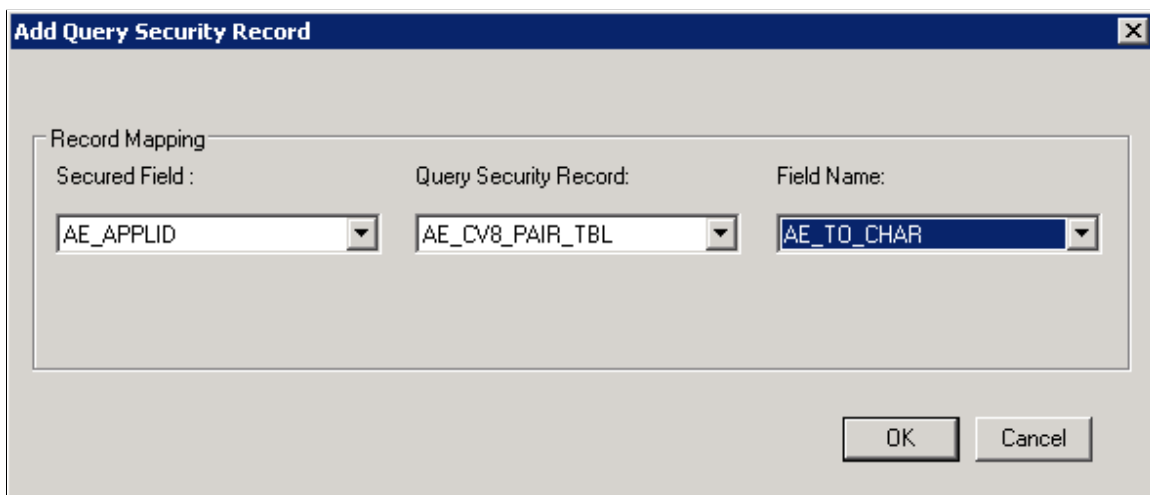 Add Query Security Record
Record Mapping
Secured Field : Query Security Record: Field Name:
AE_APPLID AE_CV8_PAIR_TBL AE_TO_CHAR
OK Cancel